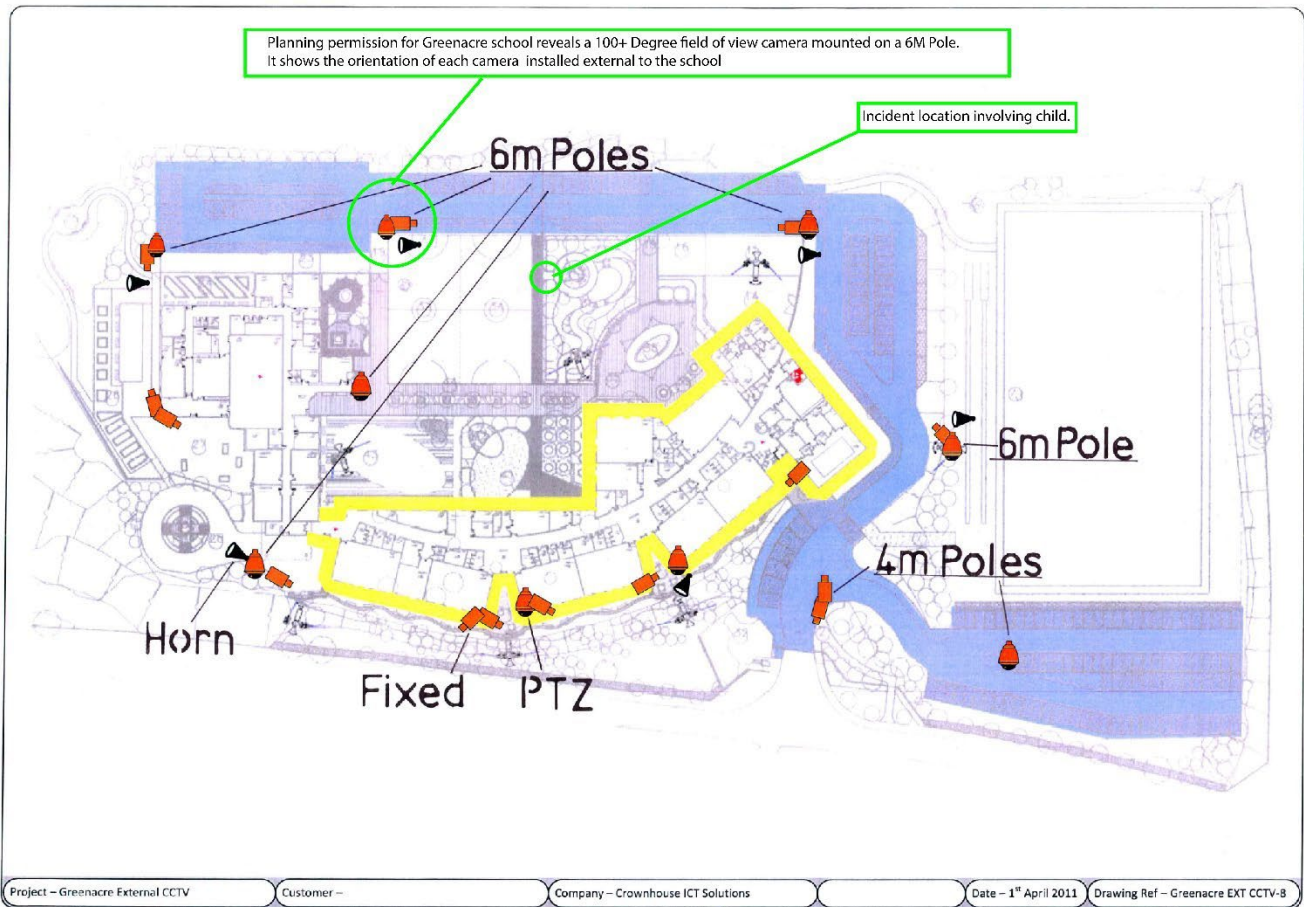 Planning permission for Greenacre school reveals a 100+ Degree field of view camera mounted on a 6M Pole.
It shows the orientation of each camera installed external to the school
Incident location involving child.
6m Poles
6m Pole
4m Poles
Horn
Fixed
PTZ
Project – Greenacre External CCTV
Customer –
Company – Crownhouse ICT Solutions
Date – 1st April 2011
Drawing Ref – Greenacre EXT CCTV-8